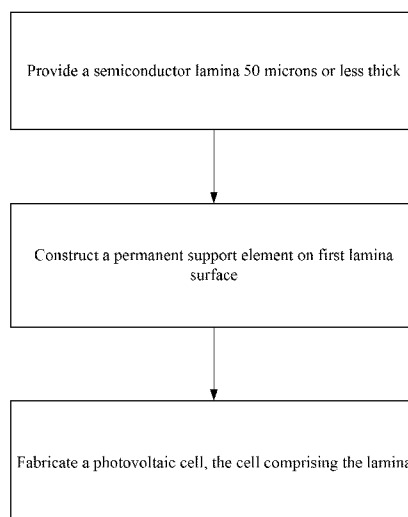 Provide a semiconductor lamina 50 microns or less thick
Construct a permanent support element on first lamina
surface
Fabricate a photovoltaic cell, the cell comprising the lamina